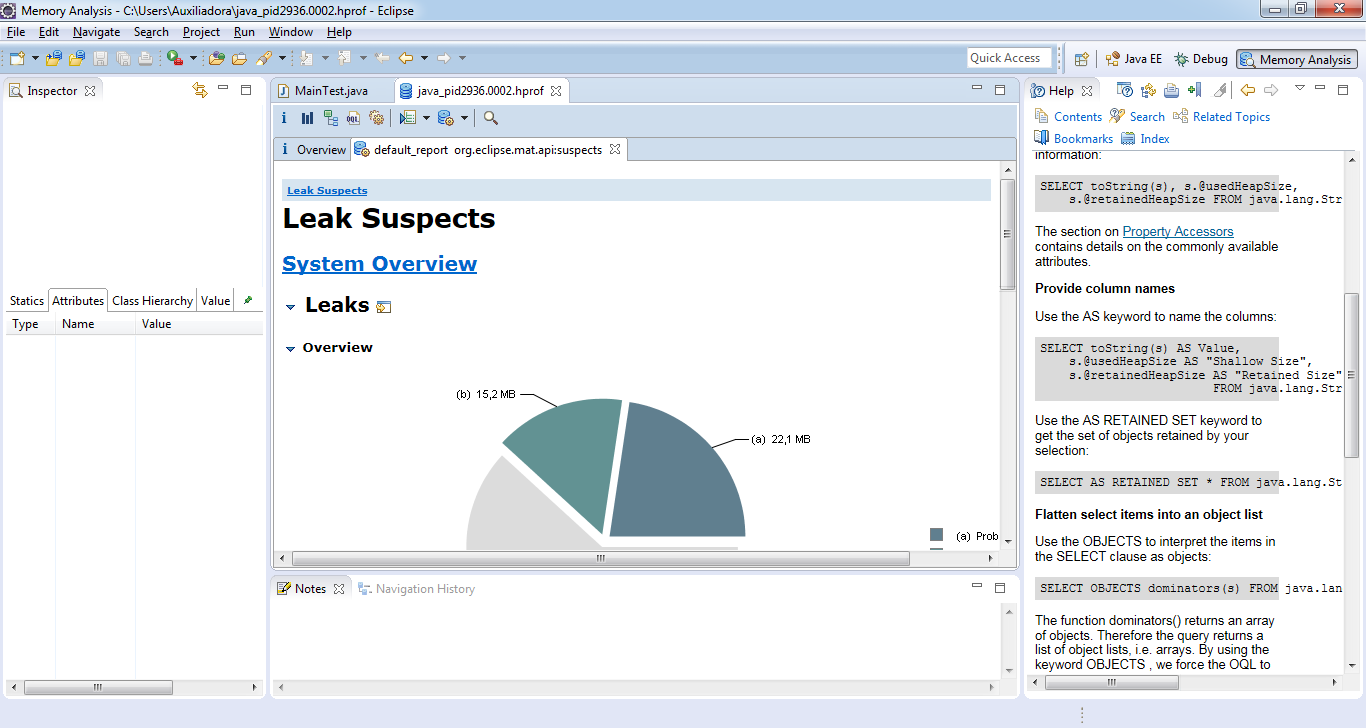 Memory Analysis - C:\Users\Auxiliadora\java_pid2936.0002.hprof - Eclipse
File Edit Navigate Search Project Run Window Help
Quick Access
Java EE
Debug
Memory Analysis
Inspector
Statics Attributes Class Hierarchy Value
Type Name Value
MainTest.java
java_pid2936.0002.hprof
i OQL
i Overview
default_report org.eclipse.mat.api:suspects
Leak Suspects
Leak Suspects
System Overview
Leaks
Overview
(b) 15,2 MB
(a) 22,1 MB
(a) Prob
Notes
Navigation History
Help
Contents Search Related Topics
Bookmarks Index
information:
SELECT toString(s), s.@usedHeapSize,
s.@retainedHeapSize FROM java.lang.Str
The section on Property Accessors
contains details on the commonly available
attributes.
Provide column names
Use the AS keyword to name the columns:
SELECT toString(s) AS Value,
s.@usedHeapSize AS "Shallow Size",
s.@retainedHeapSize AS "Retained Size"
FROM java.lang.Str
Use the AS RETAINED SET keyword to
get the set of objects retained by your
selection:
SELECT AS RETAINED SET * FROM java.lang.St
Flatten select items into an object list
Use the OBJECTS to interpret the items in
the SELECT clause as objects:
SELECT OBJECTS dominators(s) FROM java.lan
The function dominators() returns an array
of objects. Therefore the query returns a
list of object lists, i.e. arrays. By using the
keyword OBJECTS , we force the OQL to